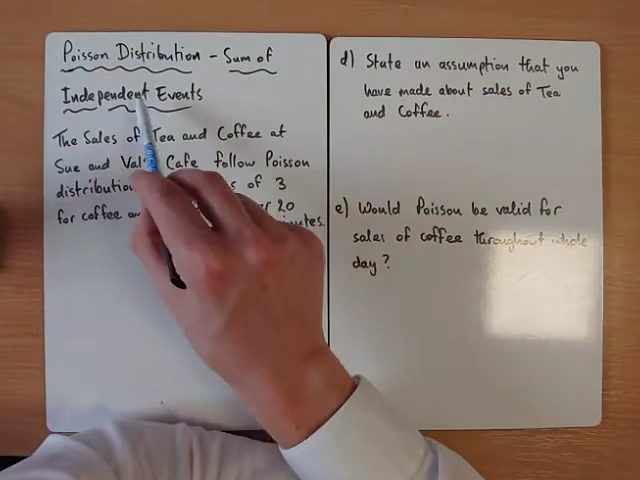 Poisson Distribution - Sum of
Independent Events
The Sales of Tea and Coffee at
Sue and Val's Cafe follow Poisson
distribution of 3
for coffee 20
minutes.
d) State an assumption that you
have made about sales of Tea
and Coffee.
e) Would Poisson be valid for
sales of coffee throughout whole
day?